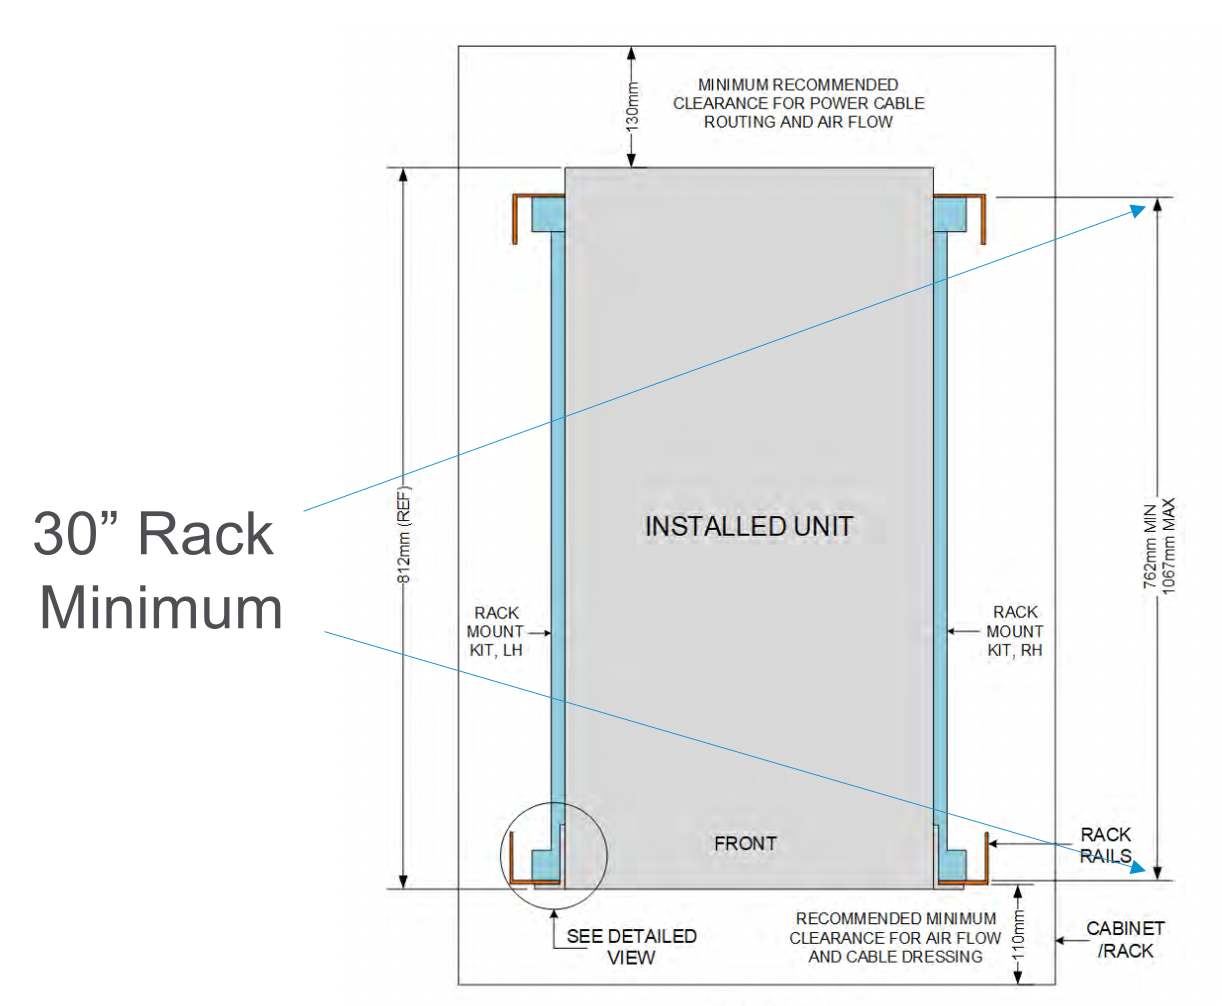 MINIMUM RECOMMENDED
CLEARANCE FOR POWER CABLE
ROUTING AND AIR FLOW
130mm
812mm (REF)
30” Rack
Minimum
INSTALLED UNIT
762mm MIN
1067mm MAX
RACK
MOUNT
KIT, LH
RACK
MOUNT
KIT, RH
FRONT
RACK
RAILS
SEE DETAILED
VIEW
RECOMMENDED MINIMUM
CLEARANCE FOR AIR FLOW
AND CABLE DRESSING
110mm
CABINET
/RACK